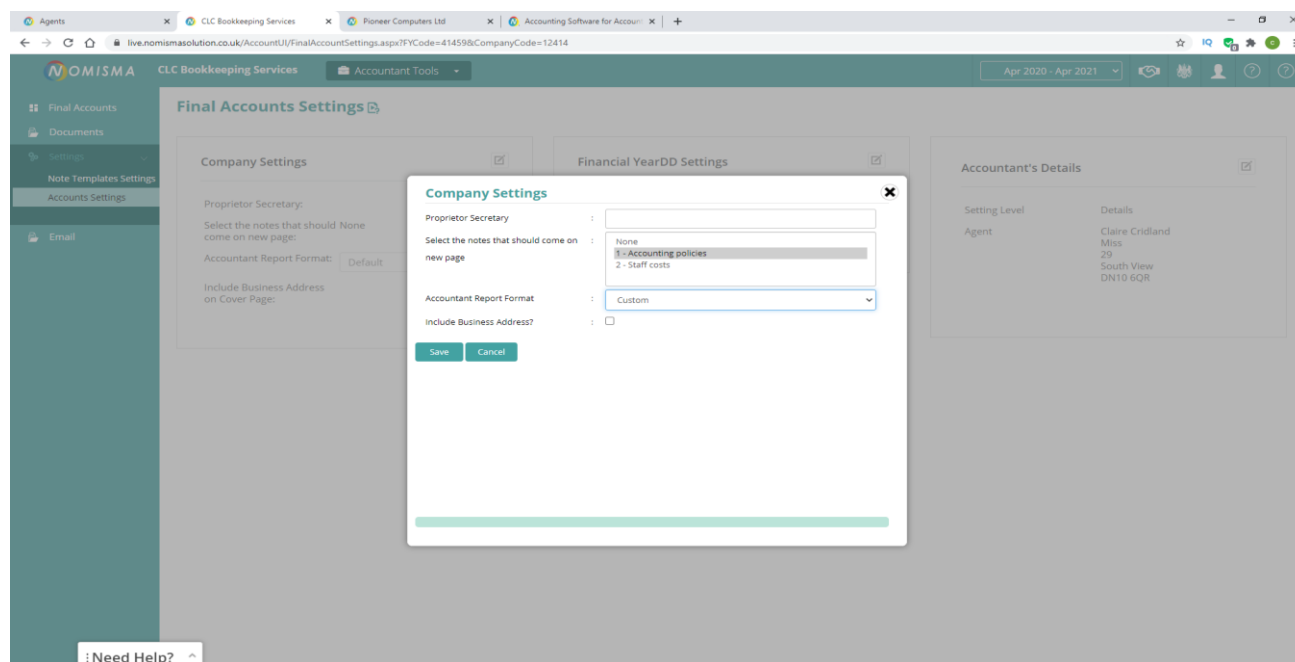 Agents
CLC Bookkeeping Services
Pioneer Computers Ltd
Accounting Software for Accoun
live.nomismasolution.co.uk/AccountUI/FinalAccountSettings.aspx?FYCode=41459&CompanyCode=12414
IQ
NOMISMA
CLC Bookkeeping Services
Accountant Tools
Apr 2020 - Apr 2021
Final Accounts
Documents
Settings
Note Templates Settings
Accounts Settings
Email
Final Accounts Settings
Company Settings
Proprietor Secretary:
Select the notes that should None
come on new page:
Accountant Report Format: Default
Include Business Address
on Cover Page:
Financial YearDD Settings
Accountant's Details
Setting Level Details
Agent Claire Cridland
Miss
29
South View
DN10 6QR
Company Settings
Proprietor Secretary :
Select the notes that should come on :
new page
None
1 - Accounting policies
2 - Staff costs
Accountant Report Format : Custom
Include Business Address? :
Save Cancel
Need Help?